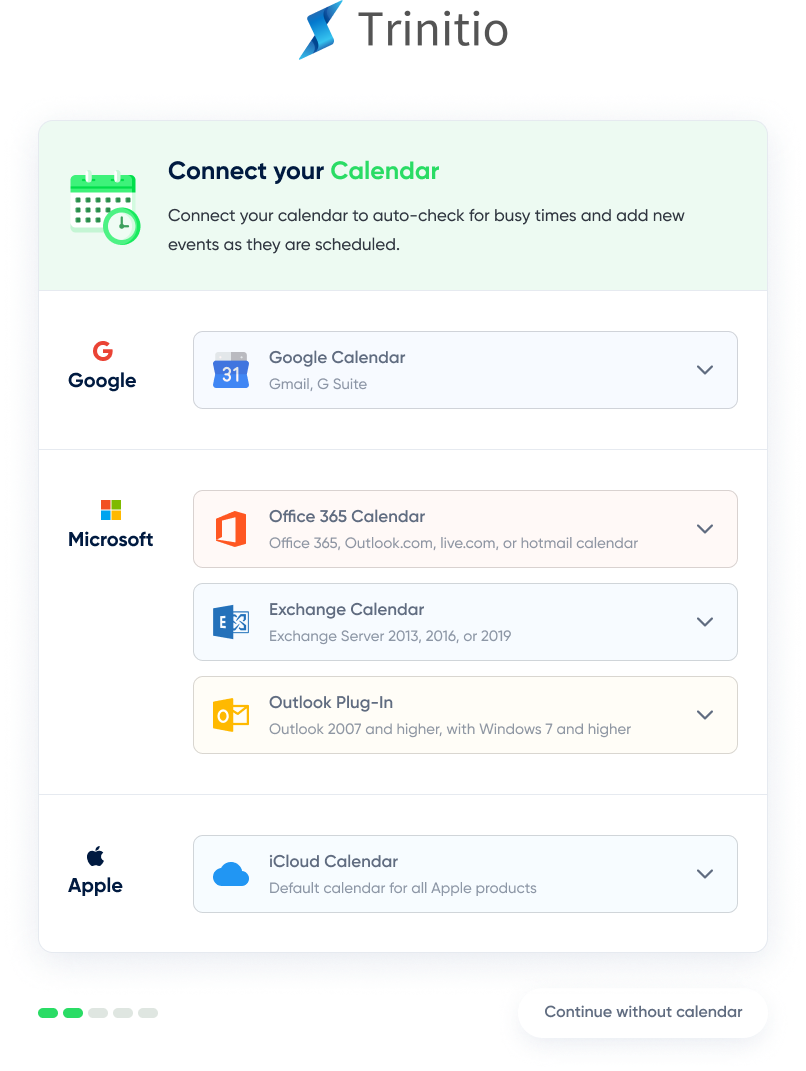 Trinitio
Connect your Calendar
Connect your calendar to auto-check for busy times and add new
events as they are scheduled.
Google
31
Google Calendar
Gmail, G Suite
Microsoft
Office 365 Calendar
Office 365, Outlook.com, live.com, or hotmail calendar
E
Exchange Calendar
Exchange Server 2013, 2016, or 2019
O
Outlook Plug-In
Outlook 2007 and higher, with Windows 7 and higher
Apple
iCloud Calendar
Default calendar for all Apple products
Continue without calendar